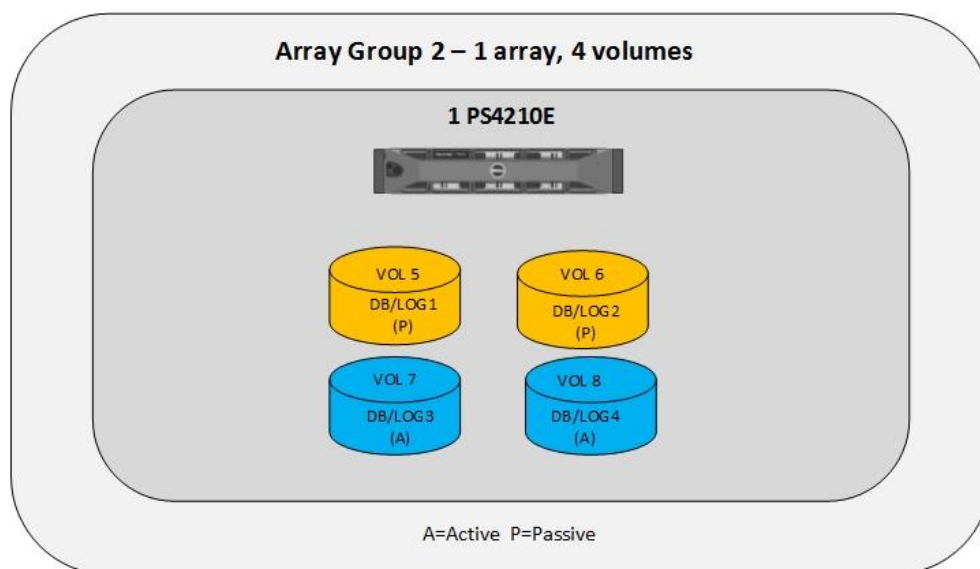 Array Group 2 – 1 array, 4 volumes
1 PS4210E
VOL 5
DB/LOG1
(P)
VOL 6
DB/LOG2
(P)
VOL 7
DB/LOG3
(A)
VOL 8
DB/LOG4
(A)
A=Active P=Passive